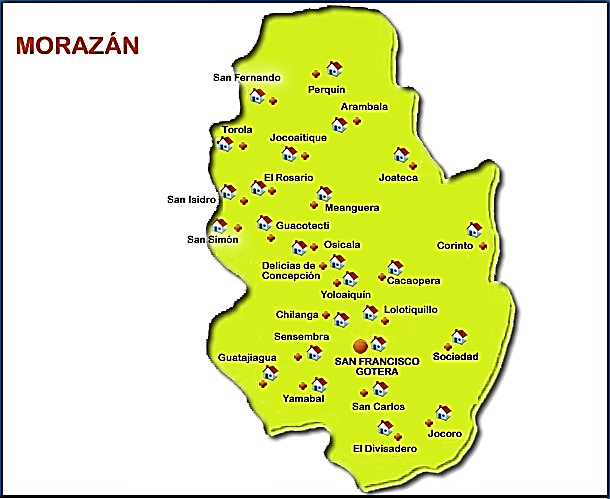 MORAZÁN
San Fernando
Perquín
Arambala
Torola
Jocoaitique
Joateca
El Rosario
San Isidro
Meanguera
Guacotecti
San Simón
Osicala
Corinto
Delicias de
Concepción
Cacaopera
Yoloaiquín
Chilanga
Lolotiquillo
Sensembra
Guatajiagua
SAN FRANCISCO
GOTERA
Sociedad
Yamabal
San Carlos
Jocoro
El Divisadero